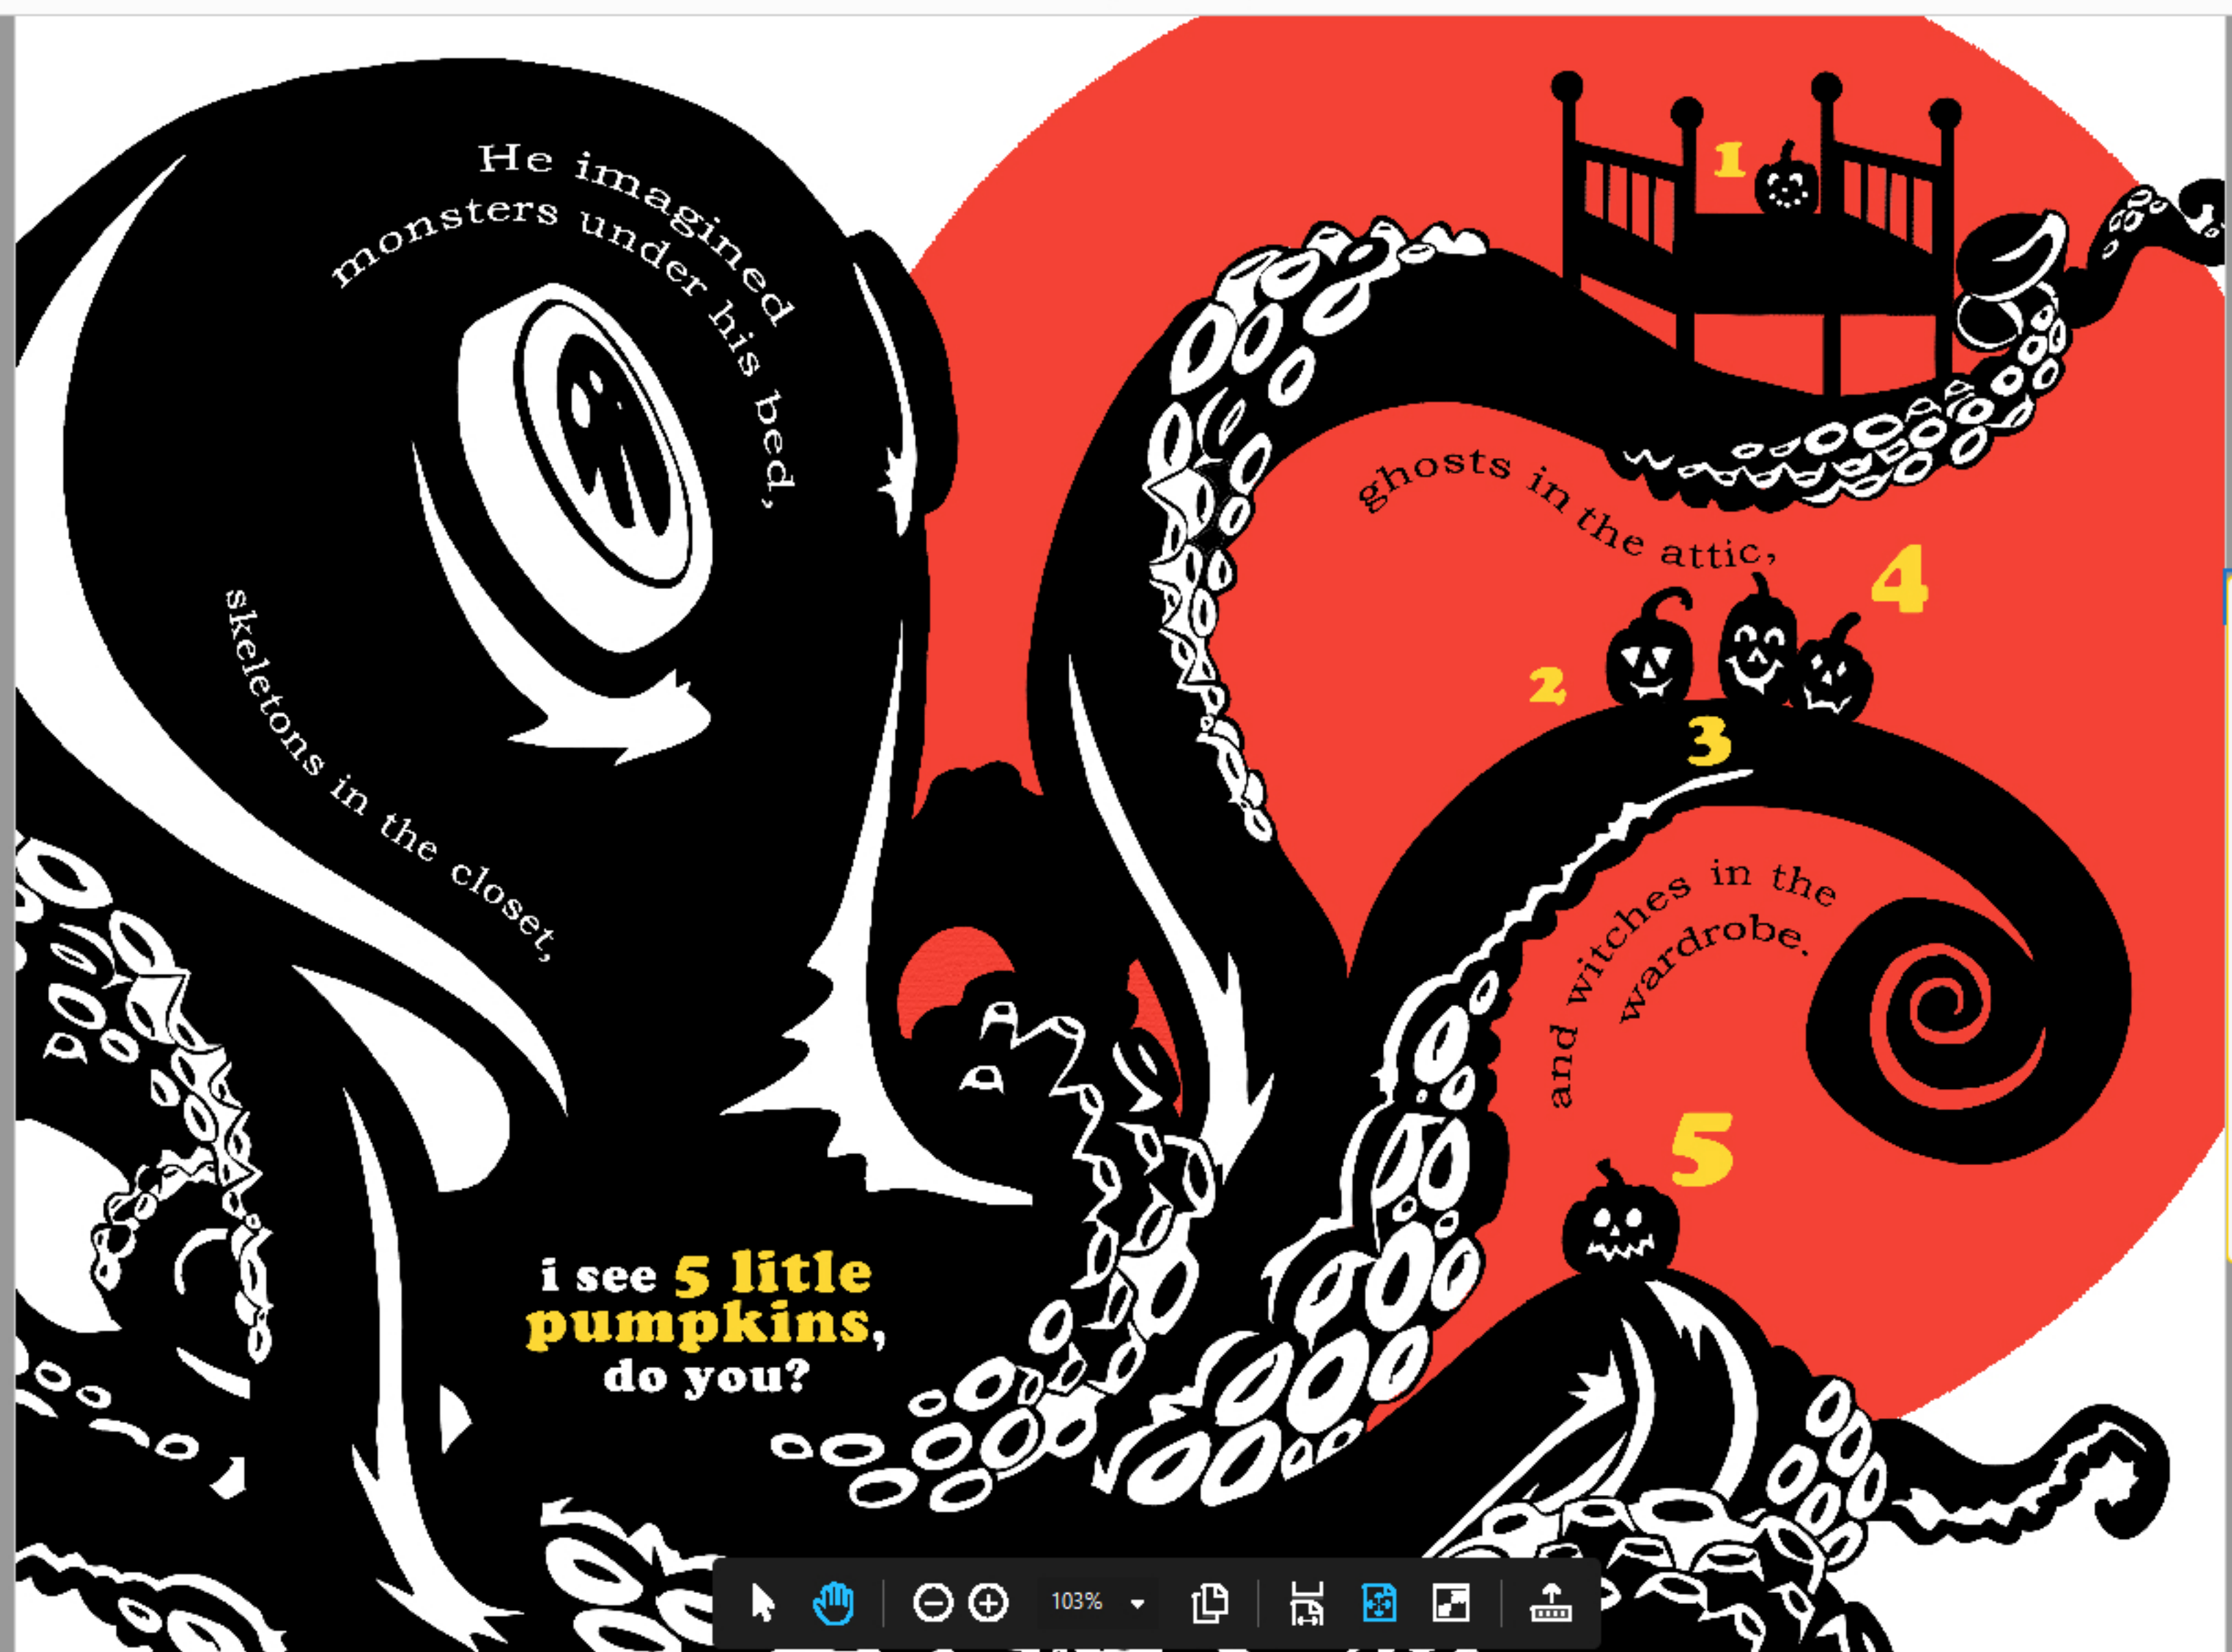 He imagined
monsters under his bed,
skeletons in the closet,
1
ghosts in the attic,
4
2
3
and witches in the
wardrobe.
5
i see 5 litle
pumpkins,
do you?
103%